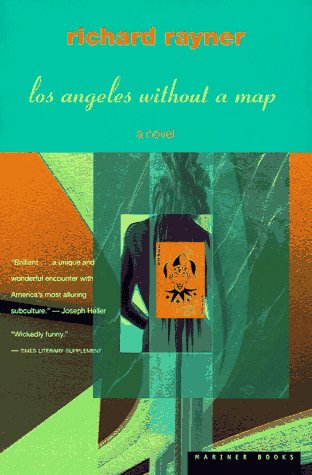 richard rayner
los angeles without a map
a novel
"Brilliant . . . a unique and
wonderful encounter with
America's most alluring
subculture." — Joseph Heller
"Wickedly funny."
— TIMES LITERARY SUPPLEMENT
MARINER BOOKS